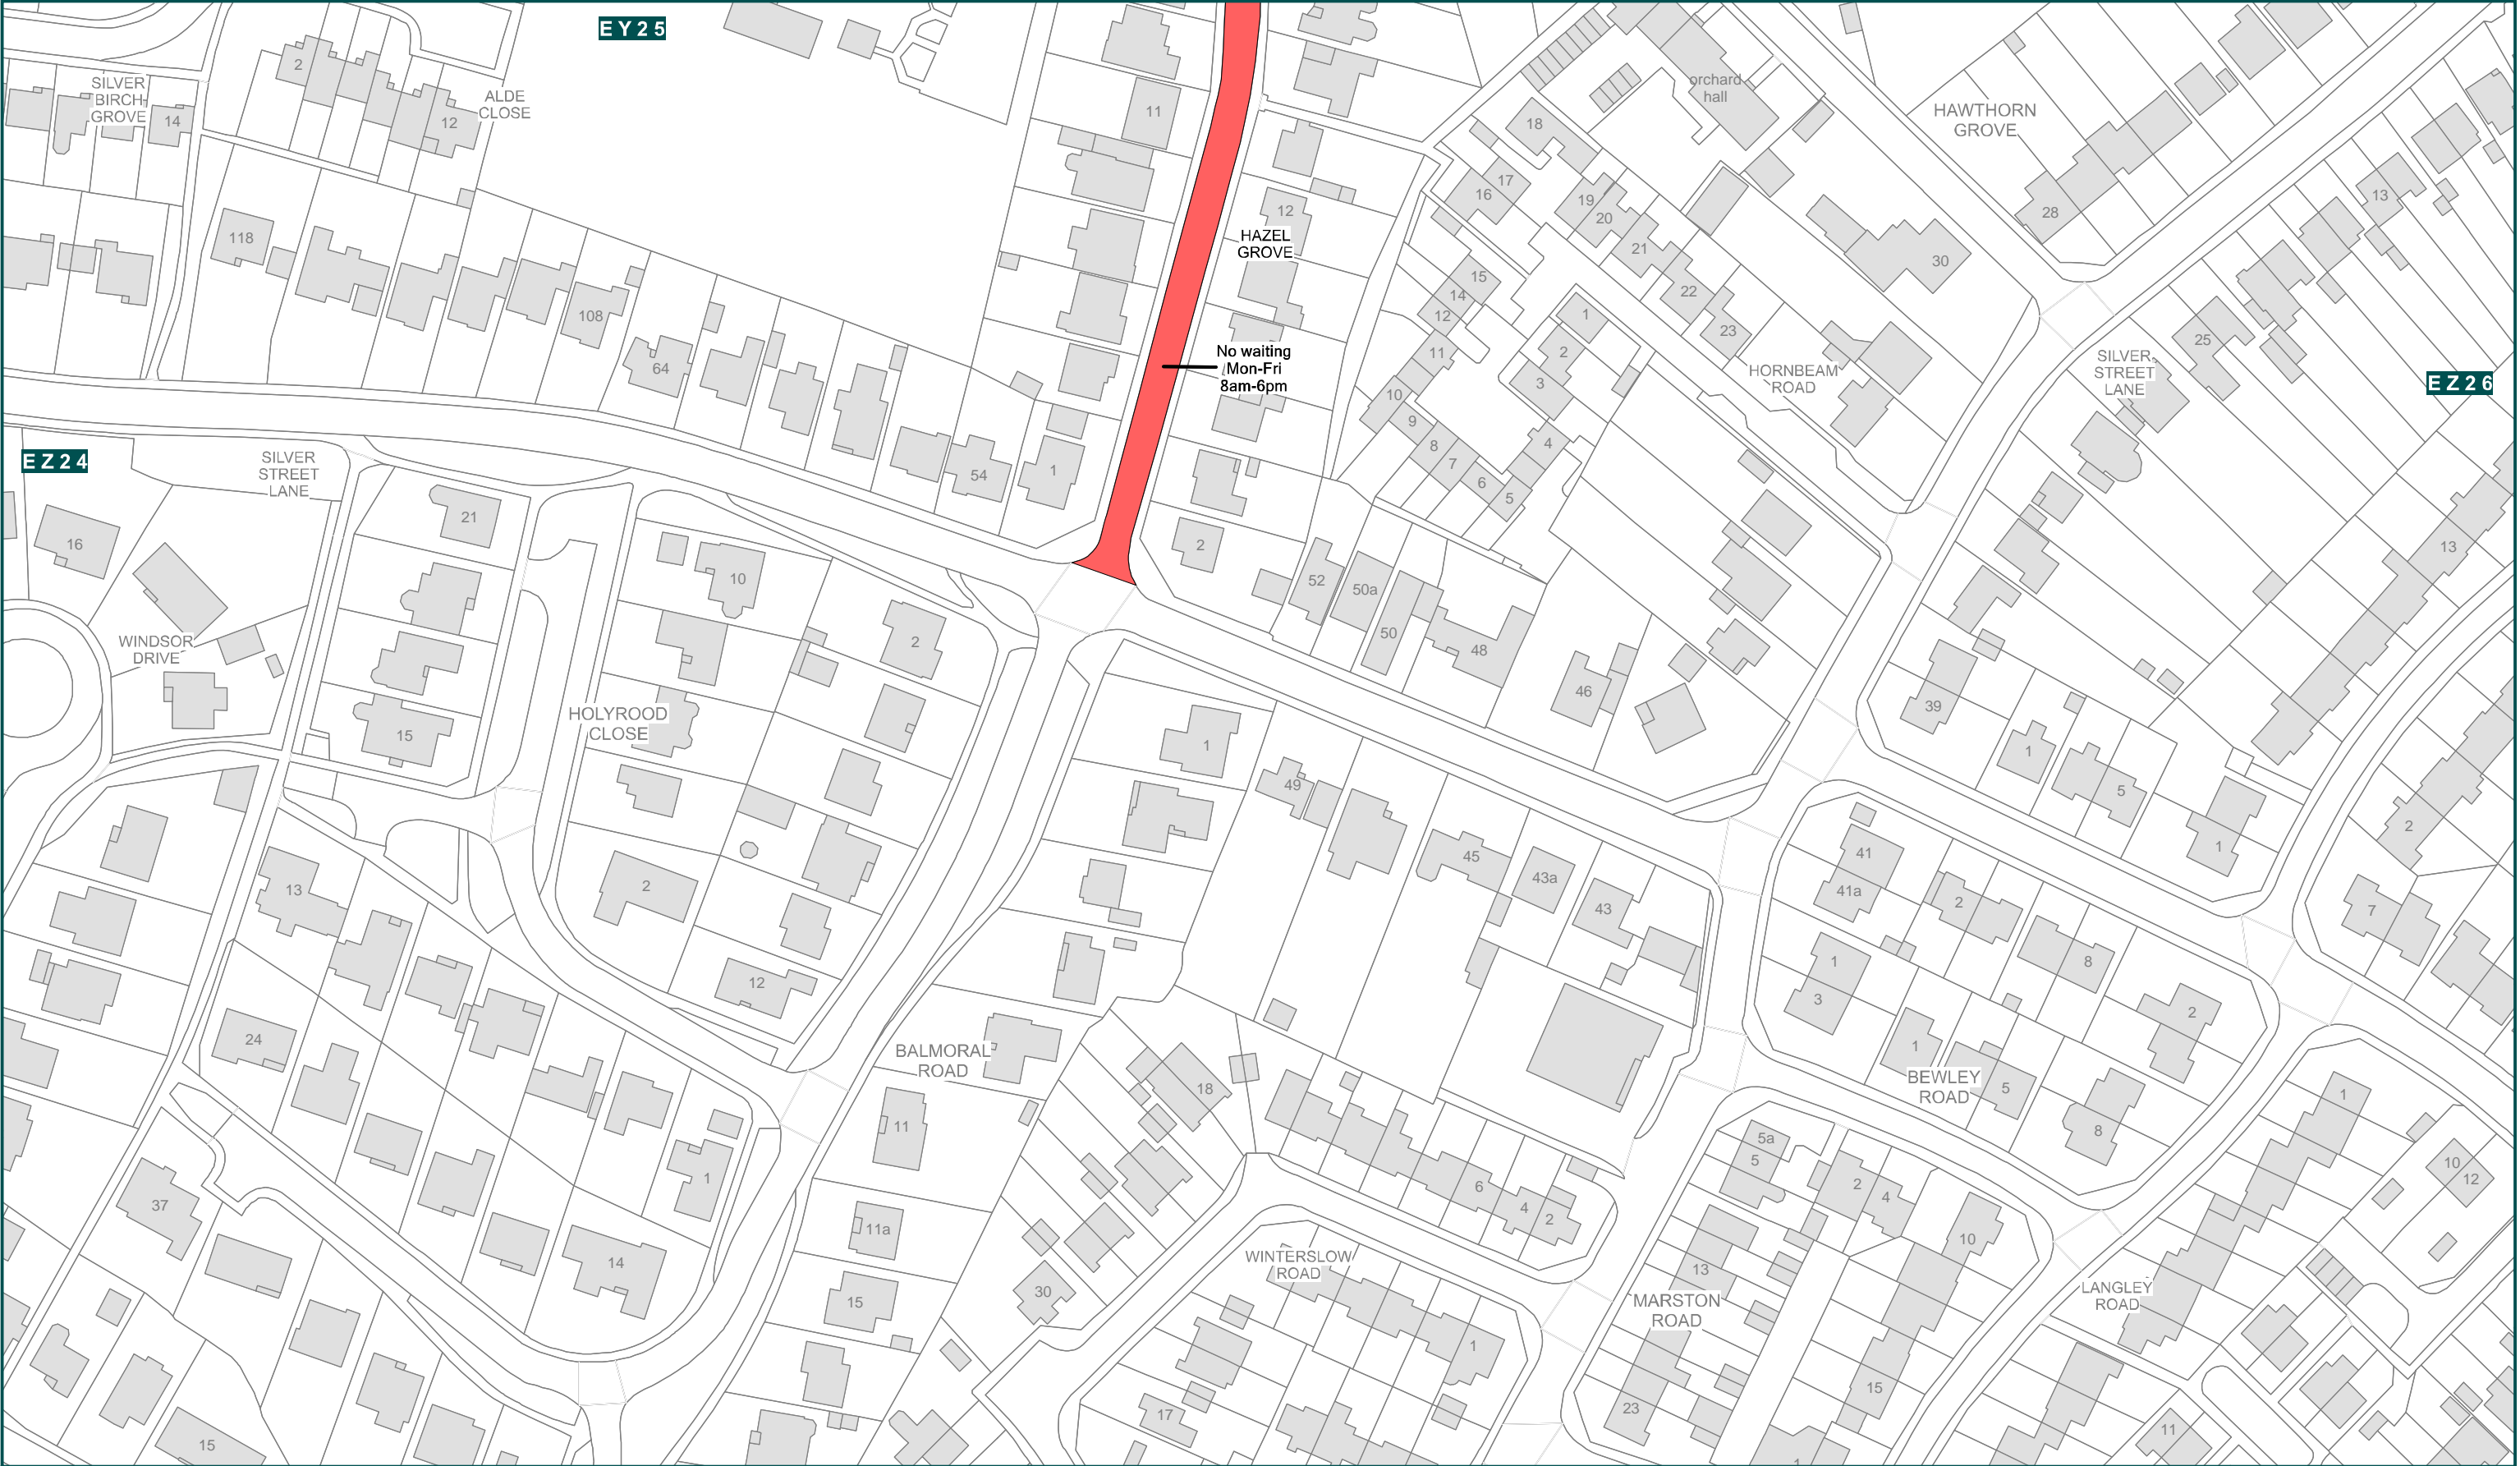 EY25
2
SILVER
BIRCH
GROVE
14
12
ALDE
CLOSE
11
orchard
hall
HAWTHORN
GROVE
18
17
16
19
20
21
22
23
28
30
13
12
HAZEL
GROVE
118
108
64
No waiting
Mon-Fri
8am-6pm
15
14
12
11
10
9
8
7
6
5
4
3
2
1
HORNBEAM
ROAD
SILVER
STREET
LANE
25
EZ26
EZ24
SILVER
STREET
LANE
16
21
54
1
2
52
50a
50
48
46
13
WINDSOR
DRIVE
15
HOLYROOD
CLOSE
10
2
2
12
39
1
5
1
2
7
1
49
45
43a
43
41
41a
2
8
2
1
3
1
5
8
BEWLEY
ROAD
13
24
BALMORAL
ROAD
11
11a
15
18
30
37
1
14
15
6
4
2
WINTERSLOW
ROAD
1
17
5a
5
2
4
10
13
MARSTON
ROAD
15
23
1
LANGLEY
ROAD
1
10
12
11